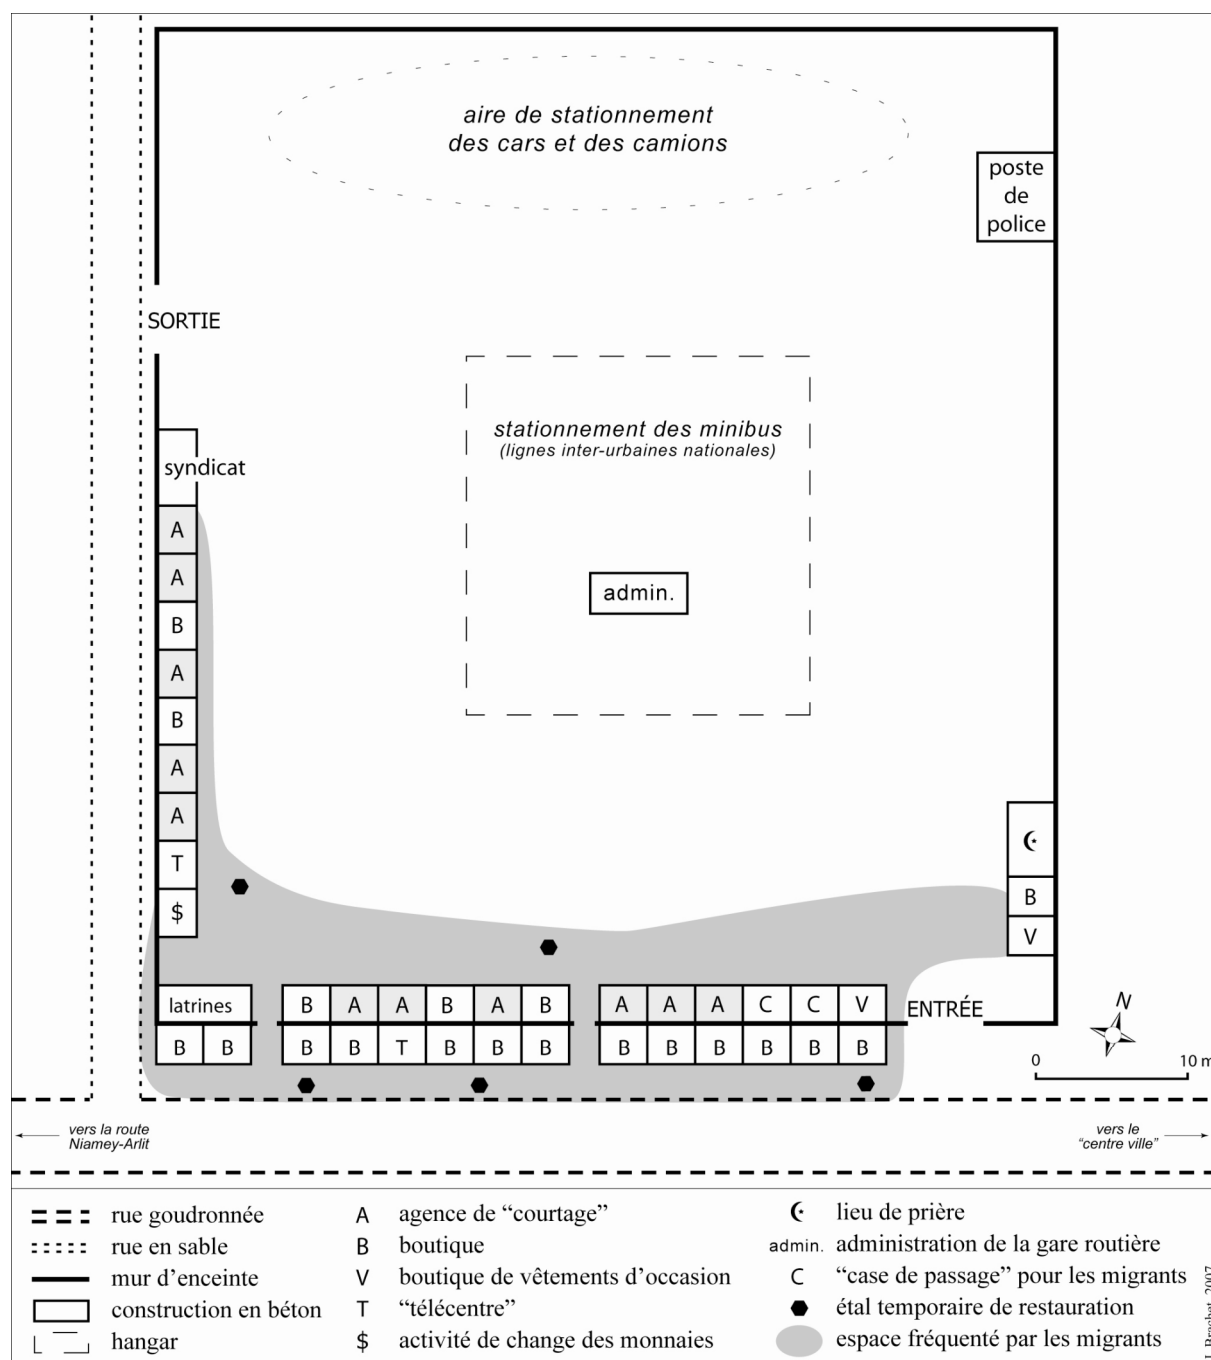 aire de stationnement
des cars et des camions
poste
de
police
SORTIE
stationnement des minibus
(lignes inter-urbaines nationales)
syndicat
A
A
B
A
B
A
A
T
$
admin.
B
V
latrines
B
A
A
B
A
B
A
A
A
C
C
V
ENTRÉE
B
B
B
B
T
B
B
B
B
B
B
B
B
B
N
0 10 m
vers la route
Niamey-Arlit
vers le
“centre ville”
rue goudronnée
rue en sable
mur d’enceinte
construction en béton
hangar
A agence de “courtage”
B boutique
V boutique de vêtements d’occasion
T “télécentre”
$ activité de change des monnaies
lieu de prière
admin. administration de la gare routière
C “case de passage” pour les migrants
étal temporaire de restauration
espace fréquenté par les migrants
J. Brachet, 2007